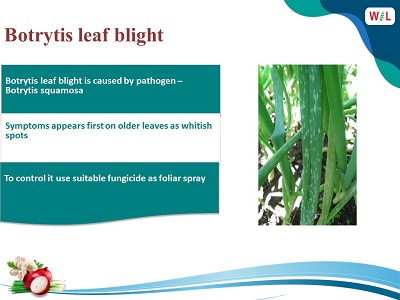 W L
Botrytis leaf blight
Botrytis leaf blight is caused by pathogen –
Botrytis squamosa
Symptoms appears first on older leaves as whitish
spots
To control it use suitable fungicide as foliar spray